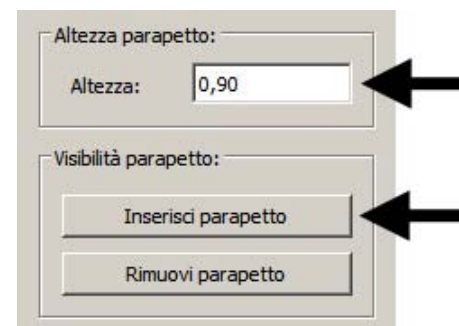 Altezza parapetto:
Altezza: 0,90
Visibilità parapetto:
Inserisci parapetto
Rimuovi parapetto